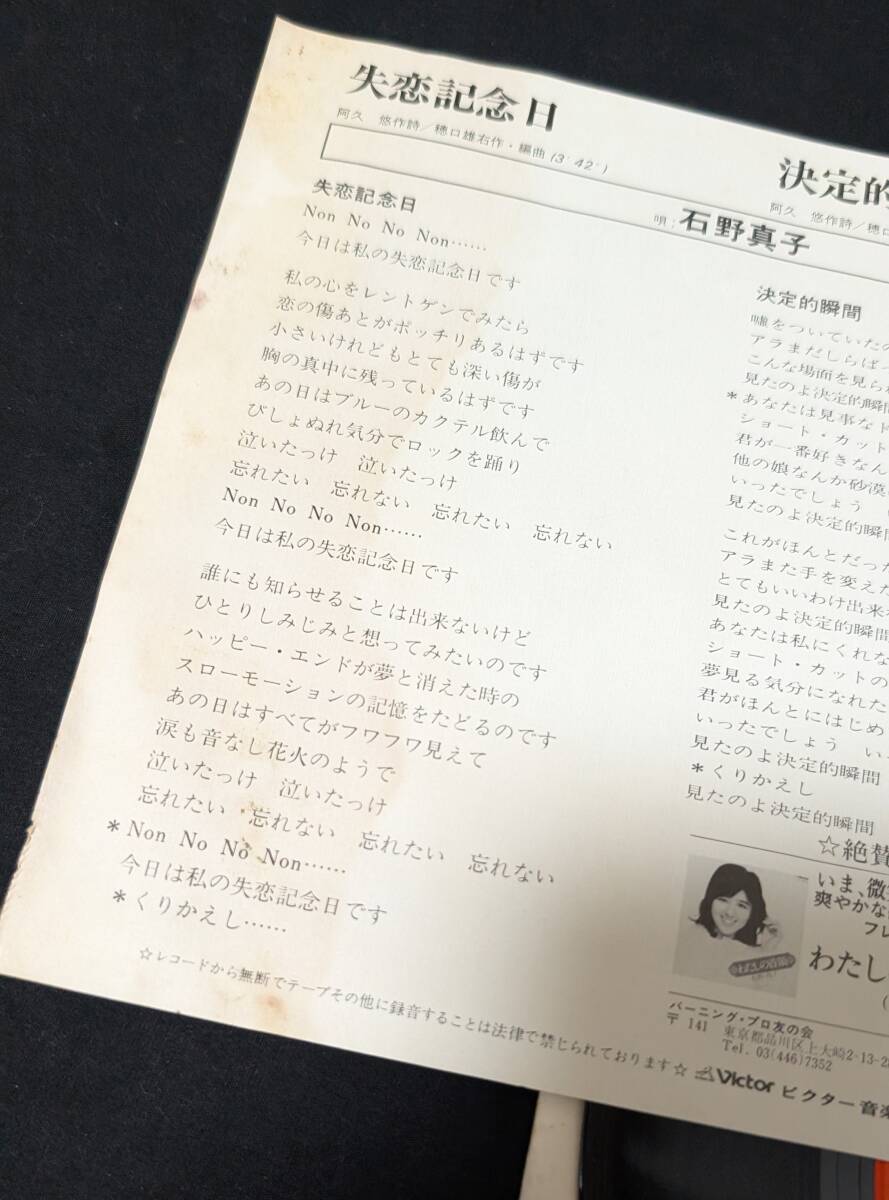 失恋記念日
阿久 悠作詩/穂口雄右作・編曲(3'42")
唄:石野真子
失恋記念日
Non No No Non……
今日は私の失恋記念日です
私の心をレントゲンでみたら
恋の傷あとがポッチリあるはずです
小さいけれどもとても深い傷が
胸の真中に残っているはずです
あの日はブルーのカクテル飲んで
びしょぬれ気分でロックを踊り
泣いたっけ 泣いたっけ
忘れたい 忘れない 忘れたい 忘れない
Non No No Non……
今日は私の失恋記念日です
誰にも知らせることは出来ないけど
ひとりしみじみと想ってみたいのです
ハッピー・エンドが夢と消えた時の
スローモーションの記憶をたどるのです
あの日はすべてがフワフワ見えて
涙も音なし花火のようで
泣いたっけ 泣いたっけ
忘れたい 忘れない 忘れたい 忘れない
*Non No No Non……
今日は私の失恋記念日です
*くりかえし……
決定的
阿久 悠作詩/穂口
決定的瞬間
嘘をついていたの
アラまだしらば
こんな場面を見ら
見たのよ決定的瞬間
*あなたは見事な
ショート・カット
君が一番好きなん
他の娘なんか砂漠
いったでしょう
見たのよ決定的瞬間
これがほんとだった
アラまた手を変えた
とてもいいわけ出来
見たのよ決定的瞬間
あなたは私にくれな
ショート・カットの
夢見る気分になれた
君がほんとにはじめ
いったでしょう い
見たのよ決定的瞬間
*くりかえし
見たのよ決定的瞬間
☆絶賛
いま、微
爽やかな
フレ
わたし
バーニング・プロ友の会
〒141 東京都品川区上大崎2-13-2
Tel. 03(446)7352
☆レコードから無断でテープその他に録音することは法律で禁じられております☆
Victor ビクター音楽